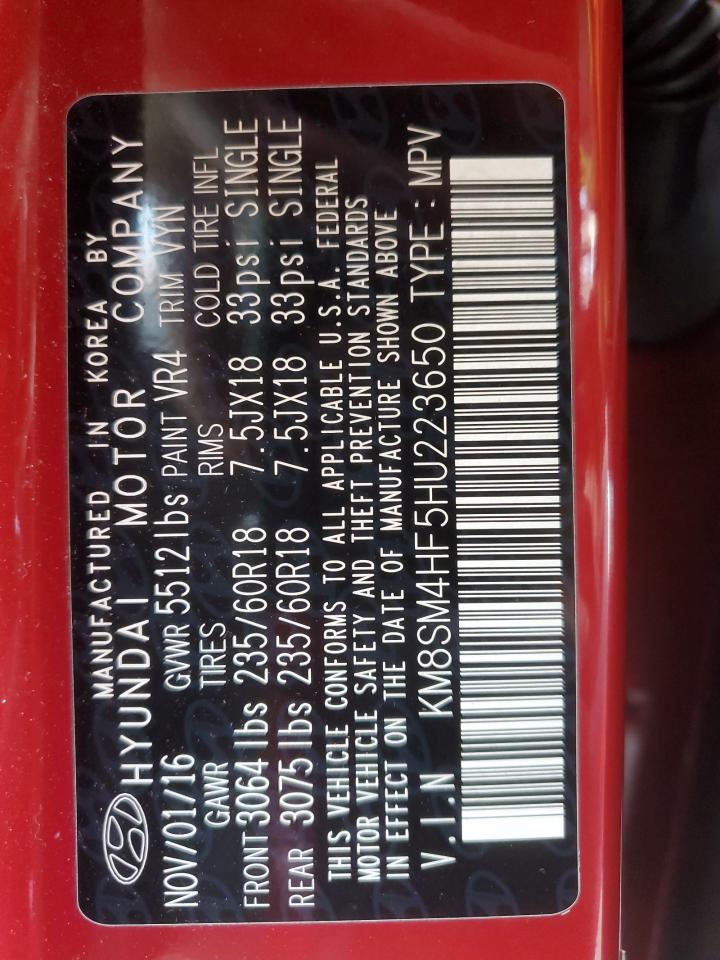 MANUFACTURED IN KOREA BY
HYUNDAI MOTOR COMPANY
NOV/01/16 GVWR 5512 lbs PAINT VR4 TRIM VYN
GAWR TIRES RIMS COLD TIRE INFL
FRONT 3064 lbs 235/60R18 7.5JX18 33psi SINGLE
REAR 3075 lbs 235/60R18 7.5JX18 33psi SINGLE
THIS VEHICLE CONFORMS TO ALL APPLICABLE U.S.A. FEDERAL
MOTOR VEHICLE SAFETY AND THEFT PREVENTION STANDARDS
IN EFFECT ON THE DATE OF MANUFACTURE SHOWN ABOVE
V.I.N KM8SM4HF5HU223650 TYPE : MPV